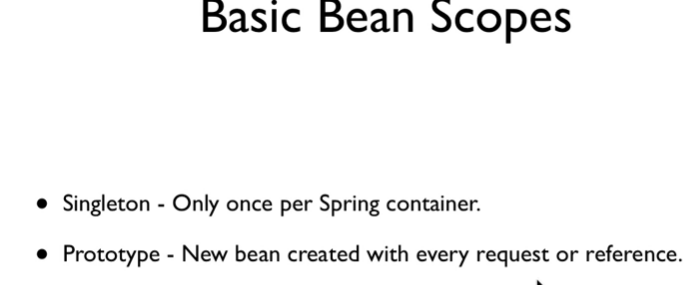 Basic Bean Scopes
• Singleton - Only once per Spring container.
• Prototype - New bean created with every request or reference.